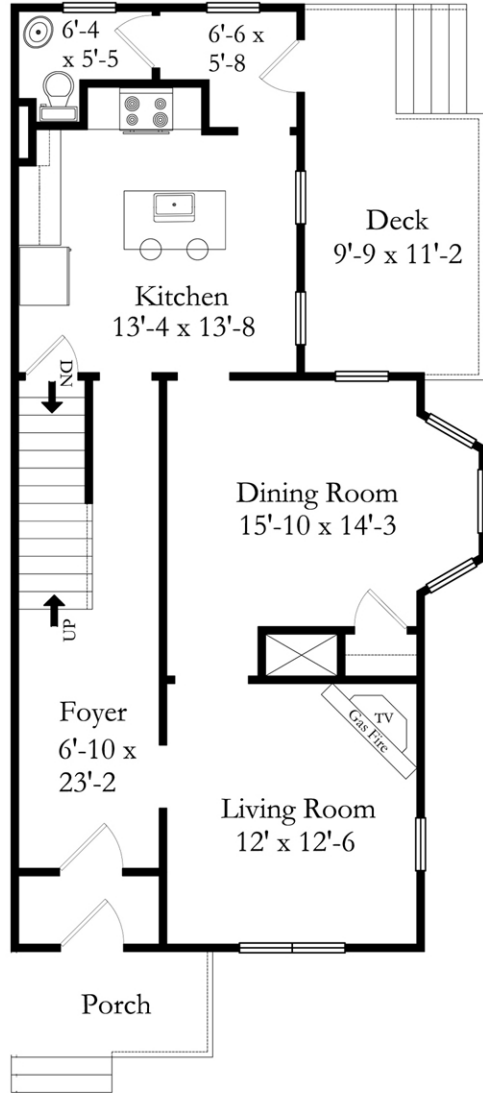 6'-4
x 5'-5
6'-6 x
5'-8
Deck
9'-9 x 11'-2
Kitchen
13'-4 x 13'-8
DN
Dining Room
15'-10 x 14'-3
UP
Foyer
6'-10 x
23'-2
TV
Gas Fire
Living Room
12' x 12'-6
Porch